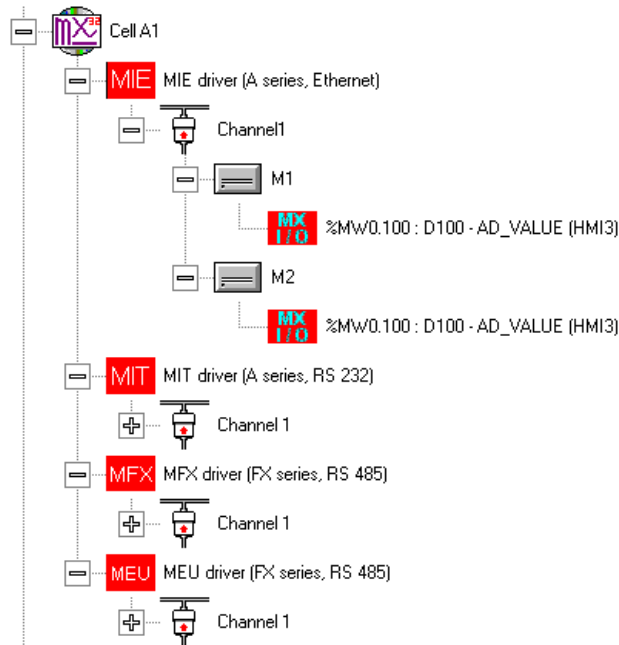 MX 32 Cell A1
MIE MIE driver (A series, Ethernet)
Channel1
M1
MX I/O %MW0.100 : D100 - AD_VALUE (HMI3)
M2
MX I/O %MW0.100 : D100 - AD_VALUE (HMI3)
MIT MIT driver (A series, RS 232)
Channel 1
MFX MFX driver (FX series, RS 485)
Channel 1
MEU MEU driver (FX series, RS 485)
Channel 1